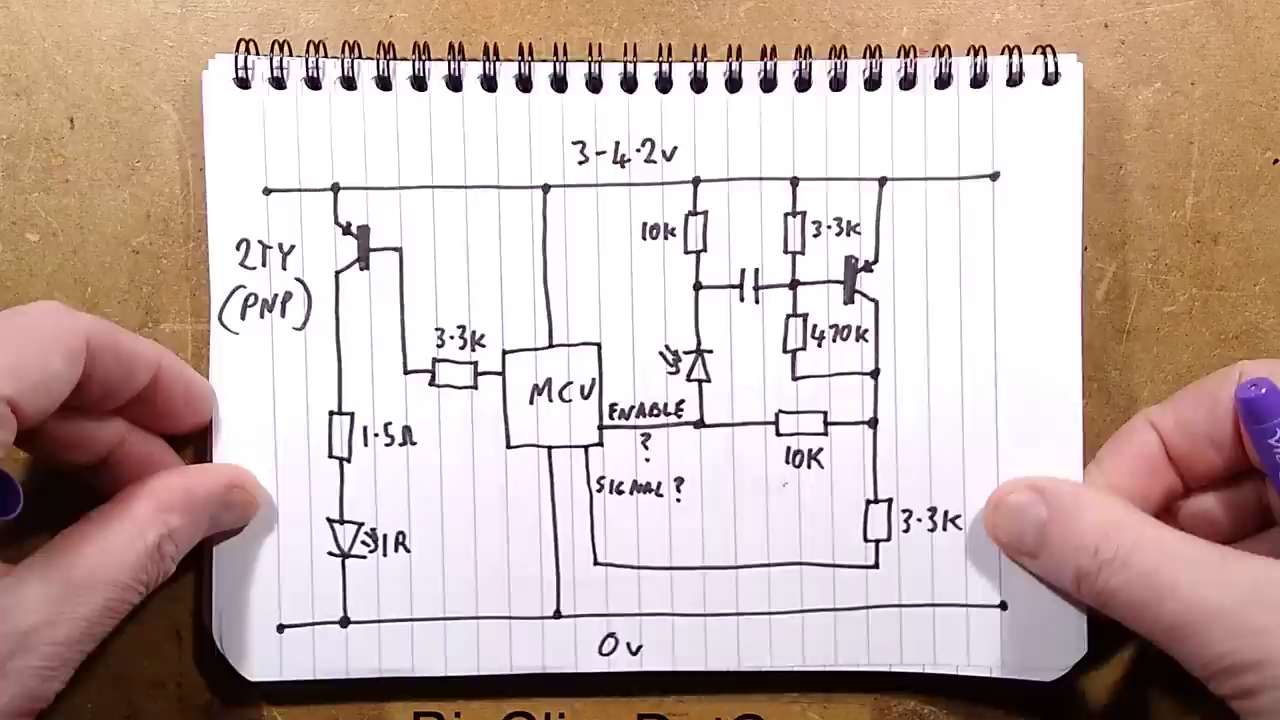 3-4.2v
10k
3.3k
2TY
(PNP)
3.3k
470k
MCU
ENABLE
?
1.5Ω
10K
SIGNAL ?
3.3k
IR
0v